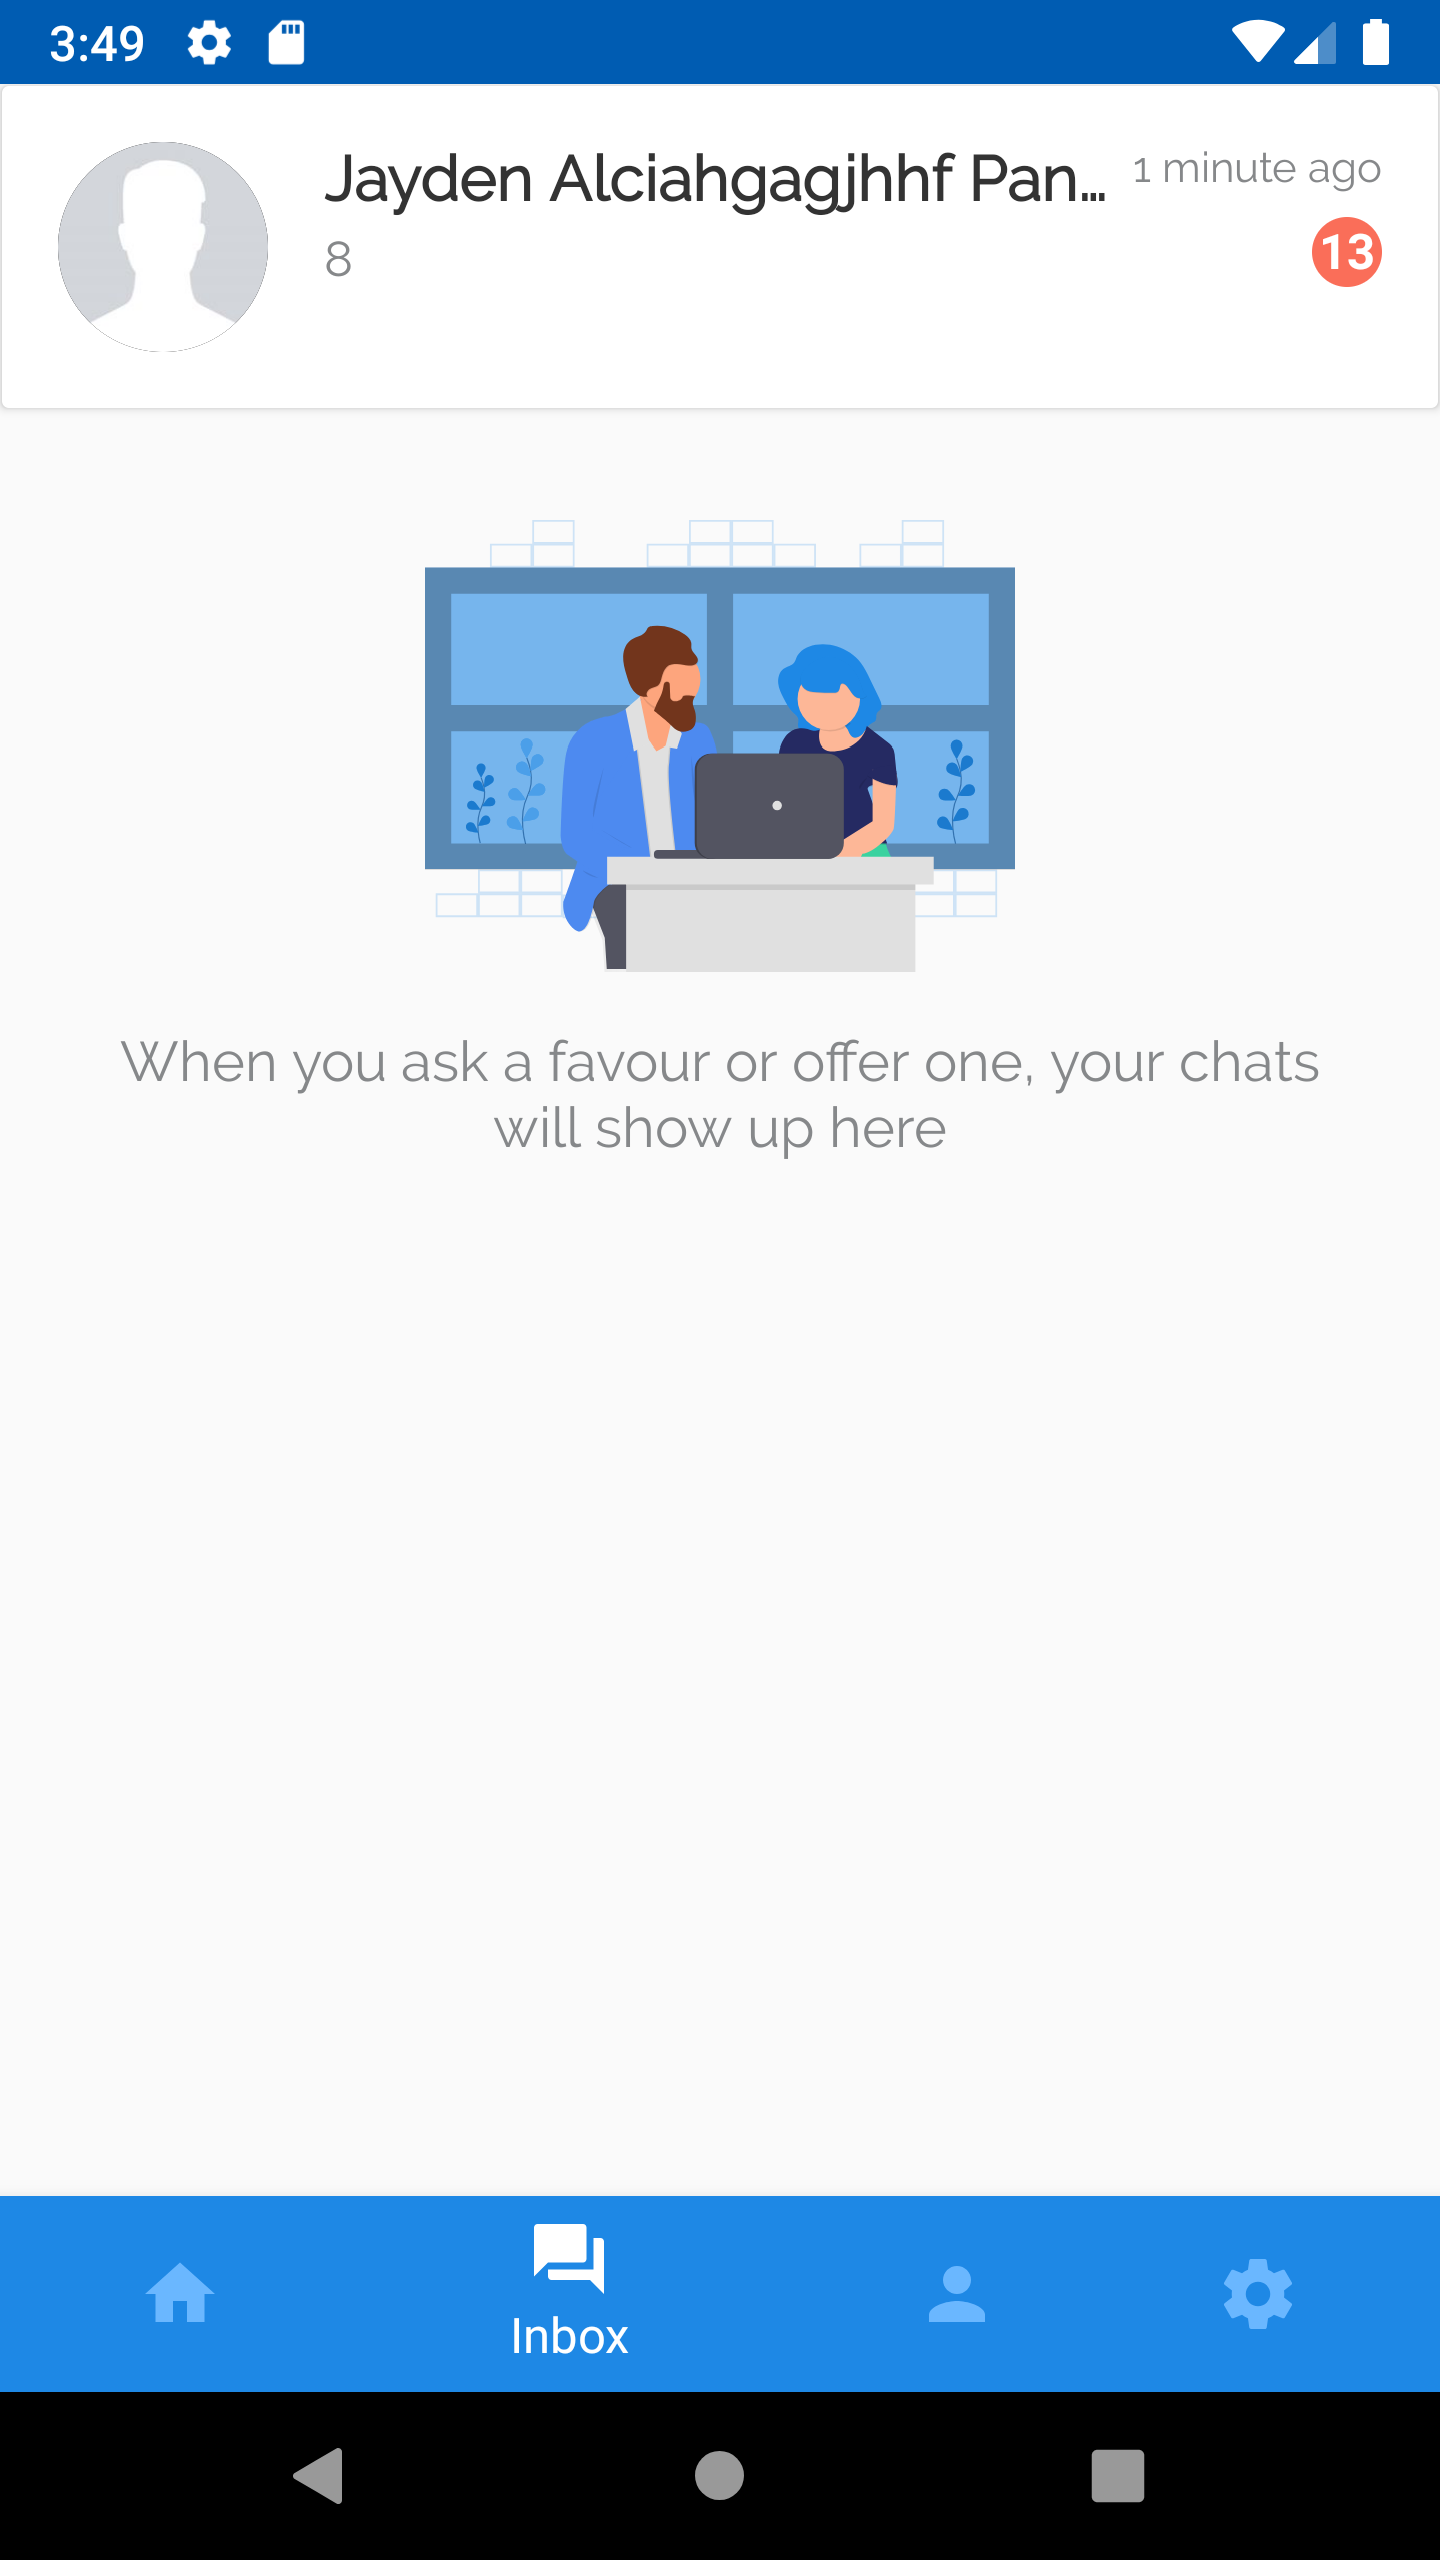 3:49
Jayden Alciahgagjhhf Pan...
1 minute ago
8
13
When you ask a favour or offer one, your chats
will show up here
Inbox